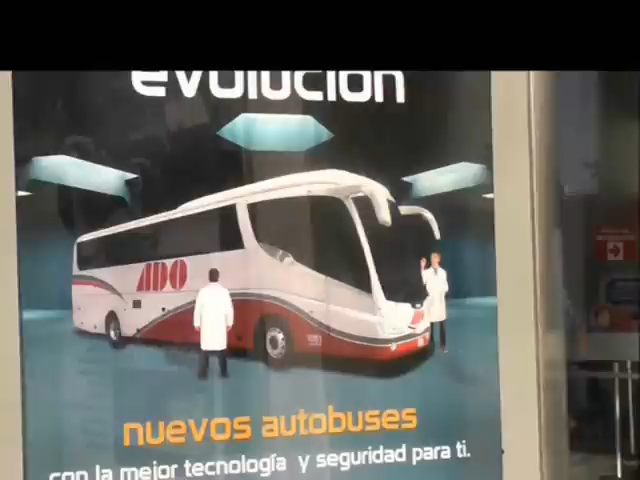 evolución
ADO
nuevos autobuses
con la mejor tecnología y seguridad para ti.